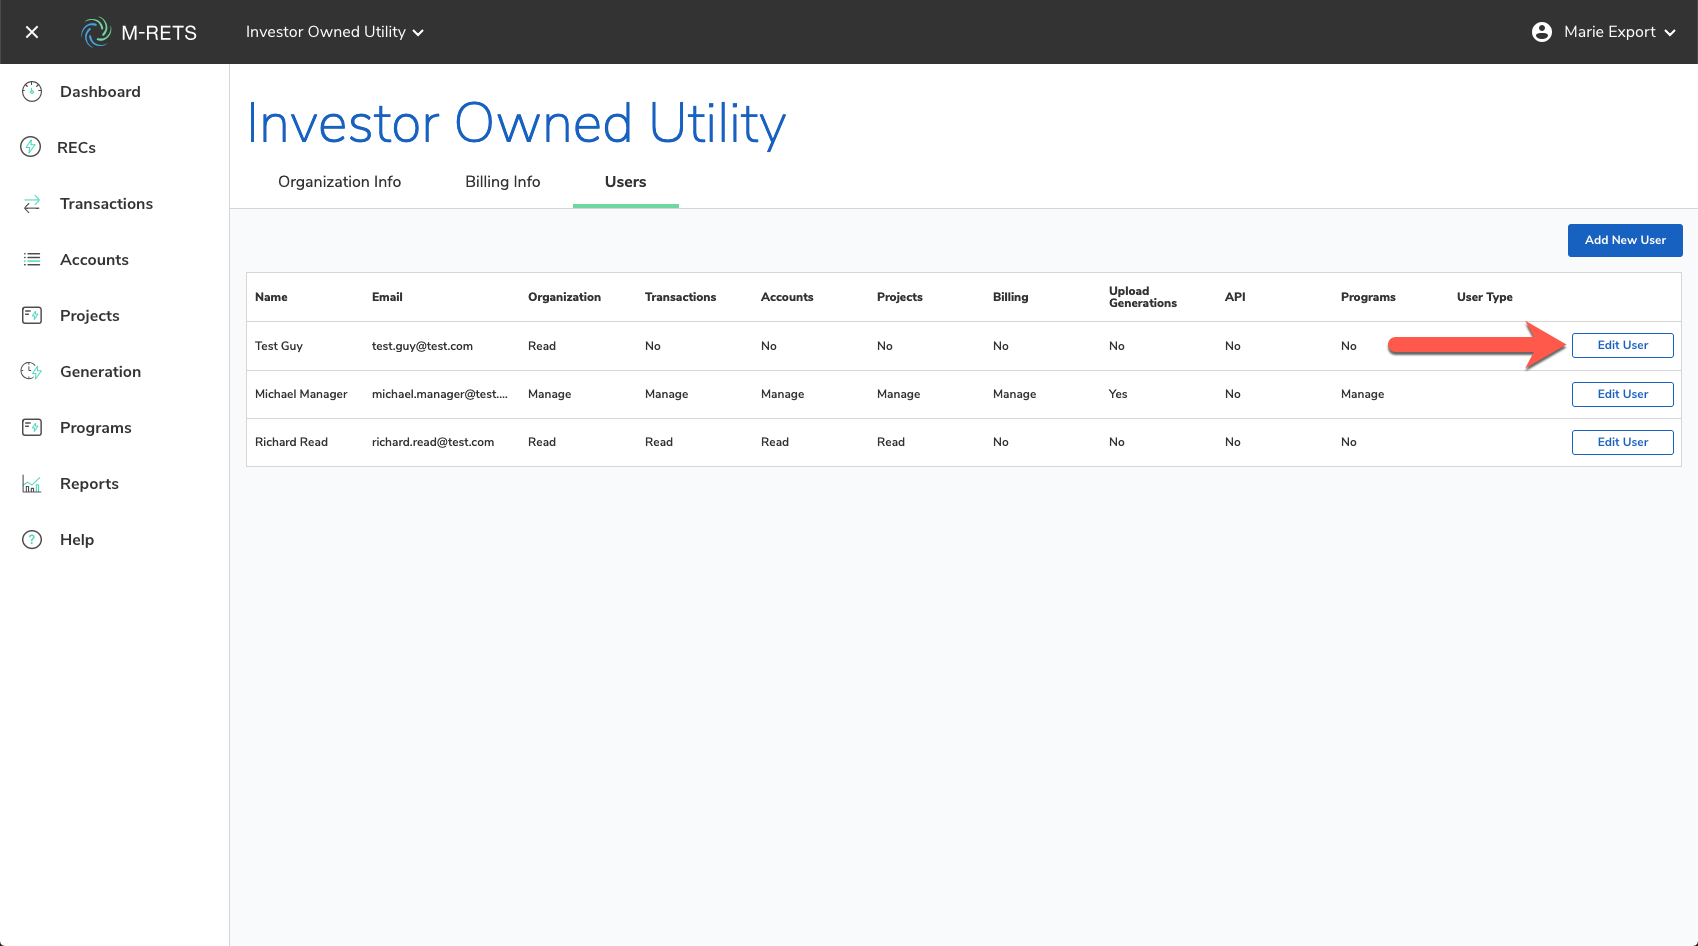 M-RETS
Investor Owned Utility
Marie Export
Dashboard
RECs
Transactions
Accounts
Projects
Generation
Programs
Reports
Help
Investor Owned Utility
Organization Info Billing Info Users
Add New User
Name Email Organization Transactions Accounts Projects Billing Upload Generations API Programs User Type
Test Guy test.guy@test.com Read No No No No No No No Edit User
Michael Manager michael.manager@test.... Manage Manage Manage Manage Manage Yes No Manage Edit User
Richard Read richard.read@test.com Read Read Read Read No No No No Edit User